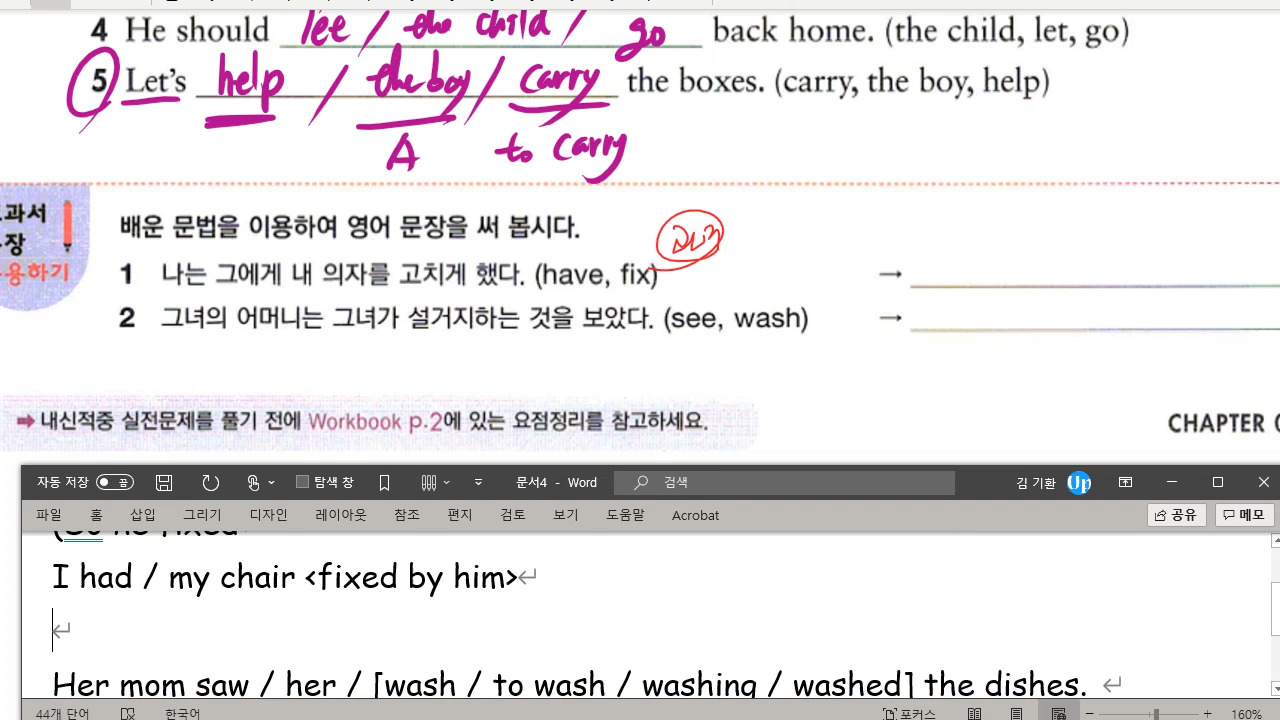 4 He should let / the child / go back home. (the child, let, go)
5 Let's help / the boy / carry the boxes. (carry, the boy, help)
A to carry
과서
장
용하기
배운 문법을 이용하여 영어 문장을 써 봅시다.
1 나는 그에게 내 의자를 고치게 했다. (have, fix) →
2 그녀의 어머니는 그녀가 설거지하는 것을 보았다. (see, wash) →
➡ 내신적중 실전문제를 풀기 전에 Workbook p.2에 있는 요점정리를 참고하세요.
CHAPTER 0
자동 저장 끔 탐색 창 문서4 - Word 검색 김 기환 Up
파일 홈 삽입 그리기 디자인 레이아웃 참조 편지 검토 보기 도움말 Acrobat 공유 메모
he fixed
I had / my chair <fixed by him>
Her mom saw / her / [wash / to wash / washing / washed] the dishes.
44개 단어 한국어 포커스 160%